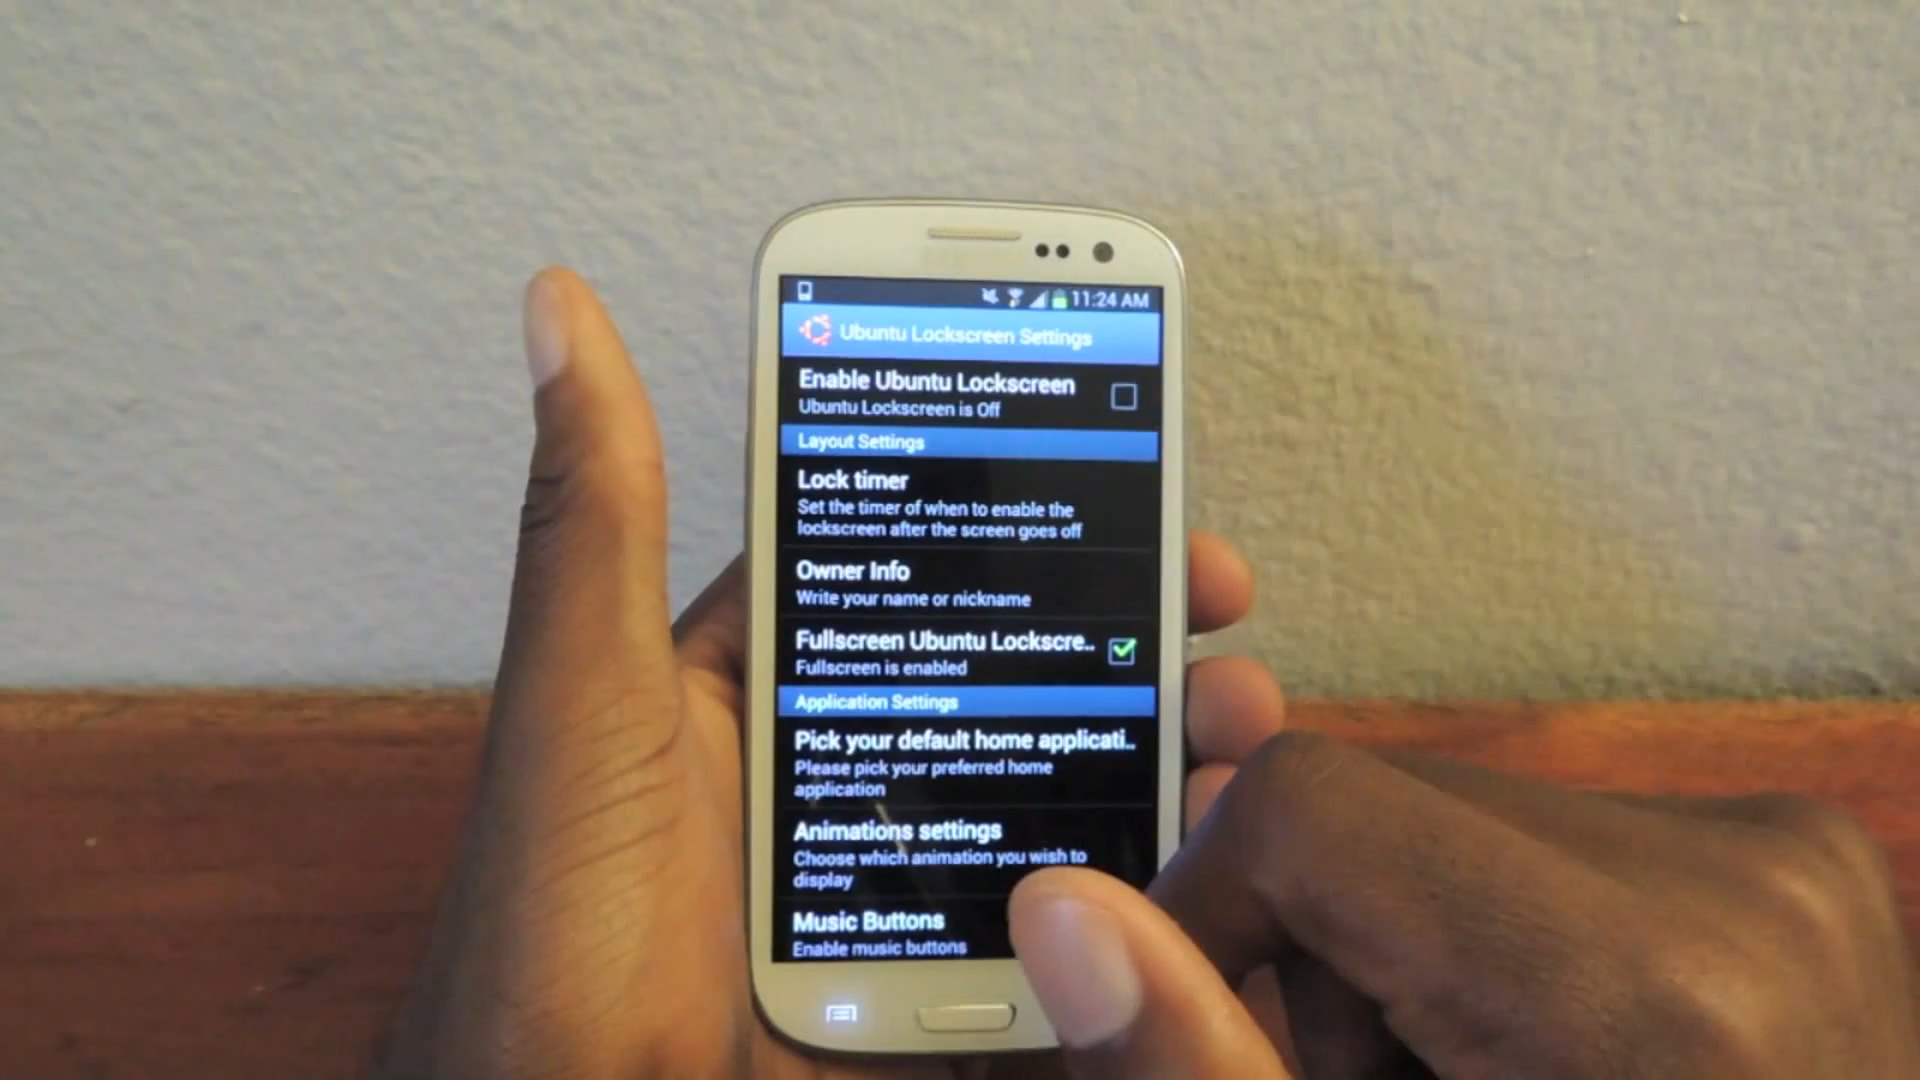 11:24 AM
Ubuntu Lockscreen Settings
Enable Ubuntu Lockscreen
Ubuntu Lockscreen is Off
Layout Settings
Lock timer
Set the timer of when to enable the
lockscreen after the screen goes off
Owner Info
Write your name or nickname
Fullscreen Ubuntu Lockscre..
Fullscreen is enabled
Application Settings
Pick your default home applicati..
Please pick your preferred home
application
Animations settings
Choose which animation you wish to
display
Music Buttons
Enable music buttons